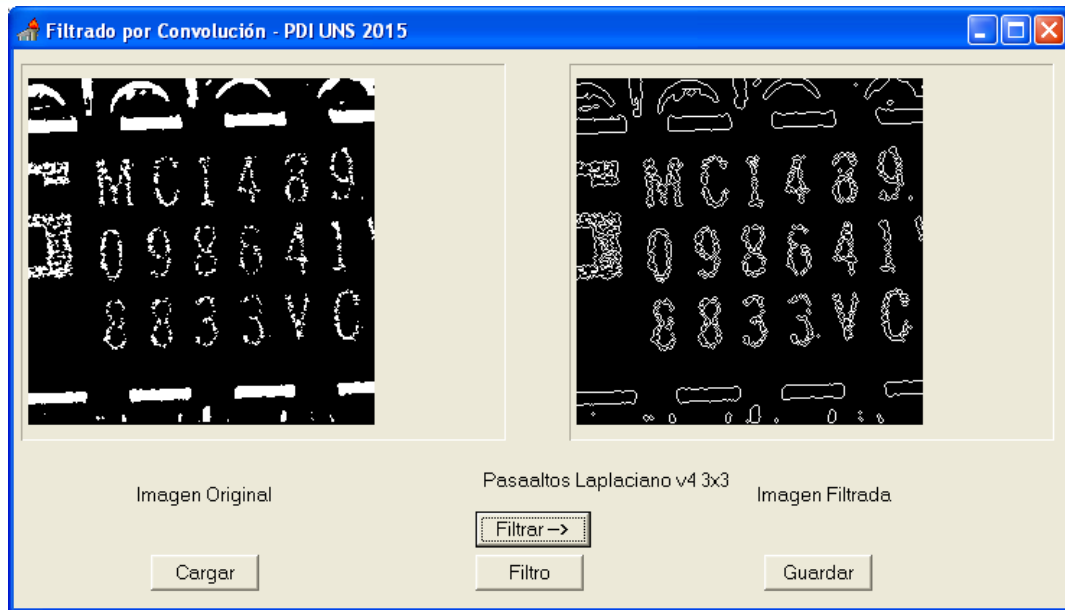 Filtrado por Convolución - PDI UNS 2015
MC1489.
098641
8833VC
MC1489.
098641
8833VC
Pasaaltos Laplaciano v4 3x3
Imagen Original
Imagen Filtrada
Filtrar -->
Cargar
Filtro
Guardar